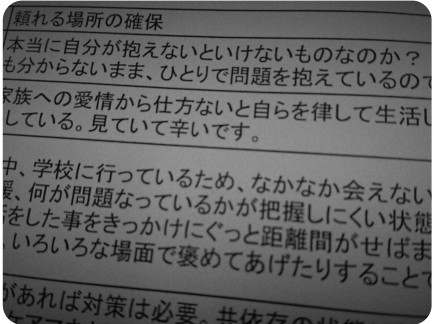 頼れる場所の確保
本当に自分が抱えないといけないものなのか？
も分からないまま、ひとりで問題を抱えているので
家族への愛情から仕方ないと自らを律して生活し
している。見ていて辛いです。
中、学校に行っているため、なかなか会えない
、何が問題なっているかが把握しにくい状態
をした事をきっかけにぐっと距離間がせばま
、いろいろな場面で褒めてあげたりすることで
があれば対策は必要。共依存の状態